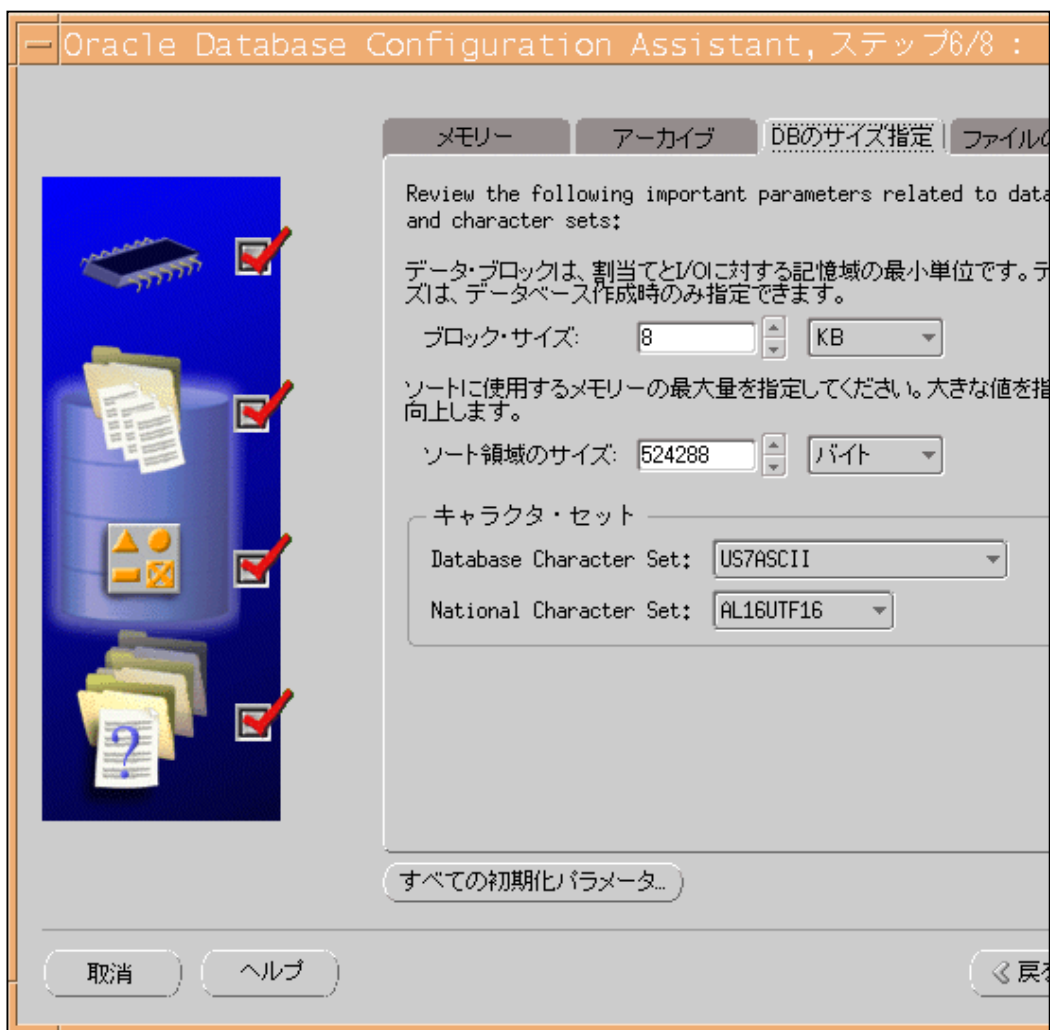 Oracle Database Configuration Assistant, ステップ6/8 :
メモリー
アーカイブ
DBのサイズ指定
ファイルの
Review the following important parameters related to data
and character sets:
データ・ブロックは、割当てとI/Oに対する記憶域の最小単位です。デ
ズは、データベース作成時のみ指定できます。
ブロック・サイズ: 8 KB
ソートに使用するメモリーの最大量を指定してください。大きな値を指
向上します。
ソート領域のサイズ: 524288 バイト
キャラクタ・セット
Database Character Set: US7ASCII
National Character Set: AL16UTF16
?
すべての初期化パラメータ...
取消
ヘルプ
戻